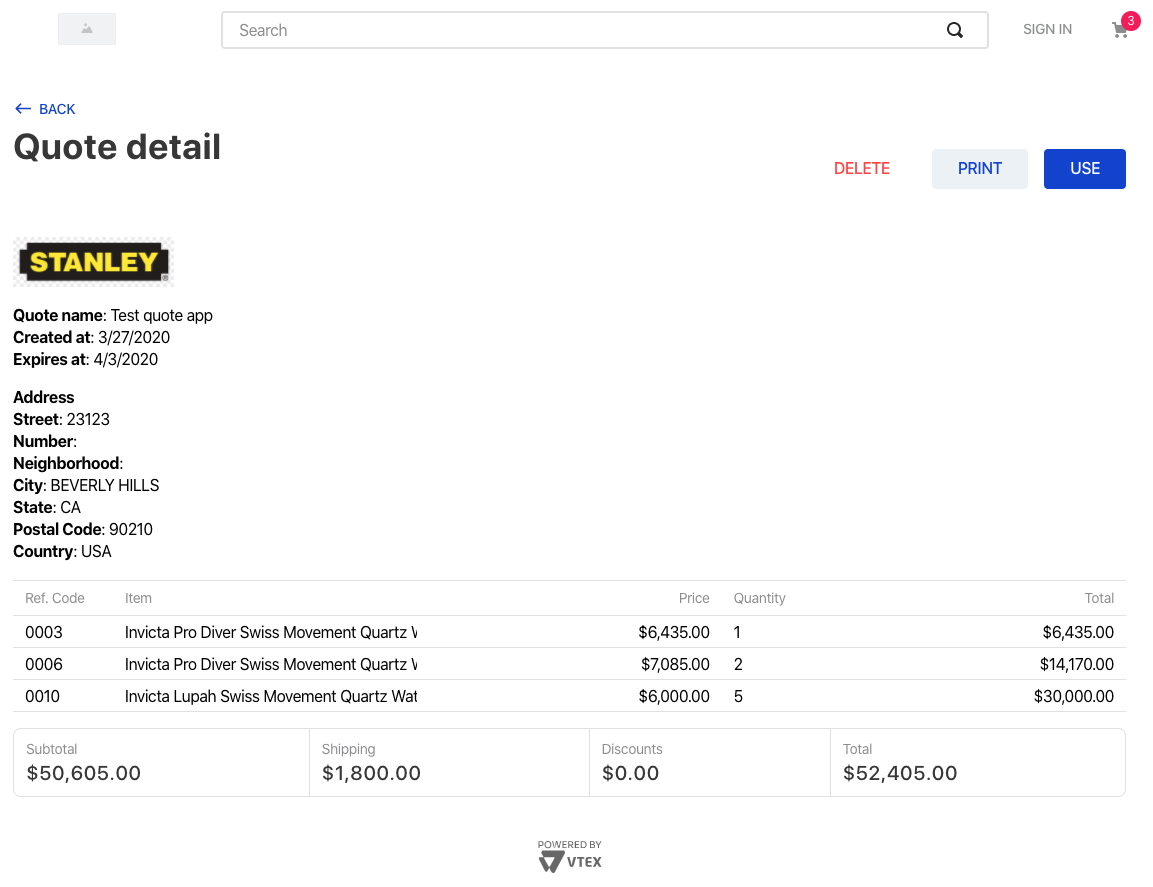 Search
SIGN IN
3
BACK
Quote detail
DELETE
PRINT
USE
STANLEY®
Quote name: Test quote app
Created at: 3/27/2020
Expires at: 4/3/2020
Address
Street: 23123
Number:
Neighborhood:
City: BEVERLY HILLS
State: CA
Postal Code: 90210
Country: USA
Ref. Code Item Price Quantity Total
0003 Invicta Pro Diver Swiss Movement Quartz $6,435.00 1 $6,435.00
0006 Invicta Pro Diver Swiss Movement Quartz $7,085.00 2 $14,170.00
0010 Invicta Lupah Swiss Movement Quartz Wat $6,000.00 5 $30,000.00
Subtotal Shipping Discounts Total
$50,605.00 $1,800.00 $0.00 $52,405.00
POWERED BY
VTEX